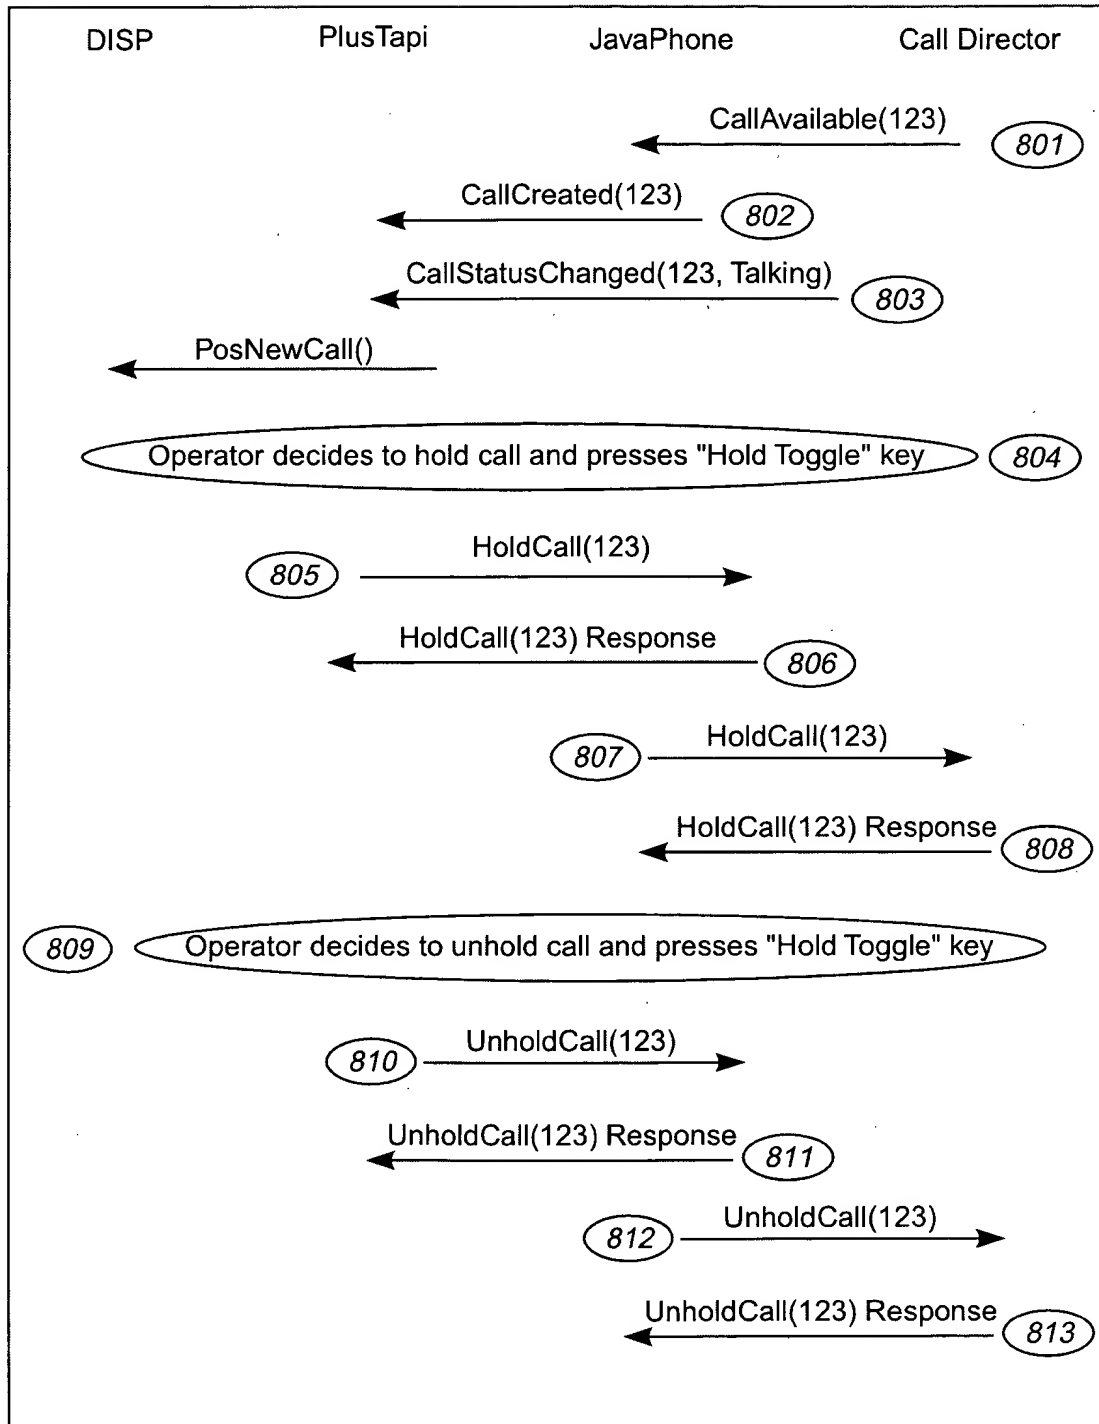 DISP PlusTapi JavaPhone Call Director
CallAvailable(123)
801
CallCreated(123)
802
CallStatusChanged(123, Talking)
803
PosNewCall()
Operator decides to hold call and presses "Hold Toggle" key
804
HoldCall(123)
805
HoldCall(123) Response
806
807
HoldCall(123)
HoldCall(123) Response
808
809
Operator decides to unhold call and presses "Hold Toggle" key
810
UnholdCall(123)
UnholdCall(123) Response
811
812
UnholdCall(123)
UnholdCall(123) Response
813